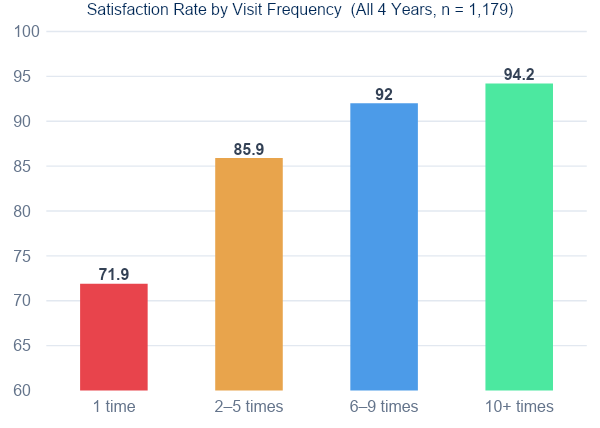 Satisfaction Rate by Visit Frequency (All 4 Years, n = 1,179)
100
95
90
85
80
75
70
65
60
71.9
85.9
92
94.2
1 time
2–5 times
6–9 times
10+ times